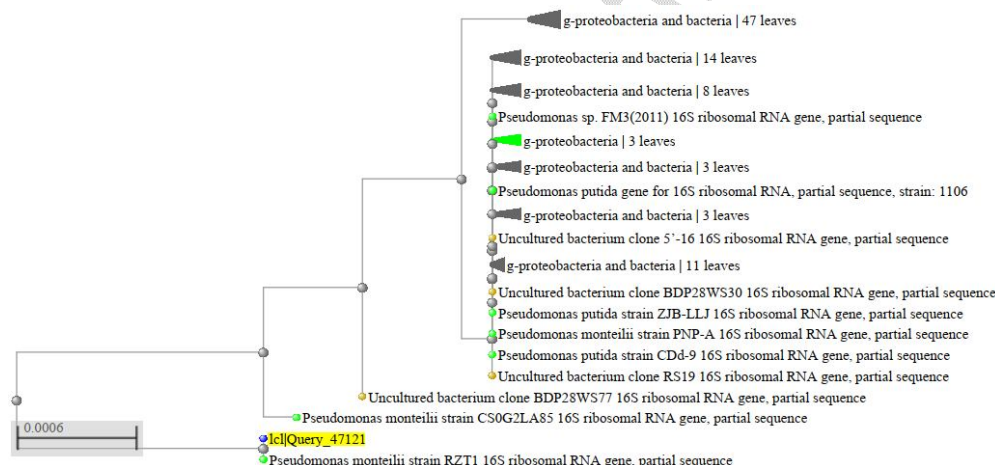 g-proteobacteria and bacteria | 47 leaves
g-proteobacteria and bacteria | 14 leaves
g-proteobacteria and bacteria | 8 leaves
Pseudomonas sp. FM3(2011) 16S ribosomal RNA gene, partial sequence
g-proteobacteria | 3 leaves
g-proteobacteria and bacteria | 3 leaves
Pseudomonas putida gene for 16S ribosomal RNA, partial sequence, strain: 1106
g-proteobacteria and bacteria | 3 leaves
Uncultured bacterium clone 5'-16 16S ribosomal RNA gene, partial sequence
g-proteobacteria and bacteria | 11 leaves
Uncultured bacterium clone BDP28WS30 16S ribosomal RNA gene, partial sequence
Pseudomonas putida strain ZJB-LLJ 16S ribosomal RNA gene, partial sequence
Pseudomonas monteilii strain PNP-A 16S ribosomal RNA gene, partial sequence
Pseudomonas putida strain CDd-9 16S ribosomal RNA gene, partial sequence
Uncultured bacterium clone RS19 16S ribosomal RNA gene, partial sequence
Uncultured bacterium clone BDP28WS77 16S ribosomal RNA gene, partial sequence
Pseudomonas monteilii strain CS0G2LA85 16S ribosomal RNA gene, partial sequence
0.0006
lcl|Query_47121
Pseudomonas monteilii strain RZT1 16S ribosomal RNA gene, partial sequence